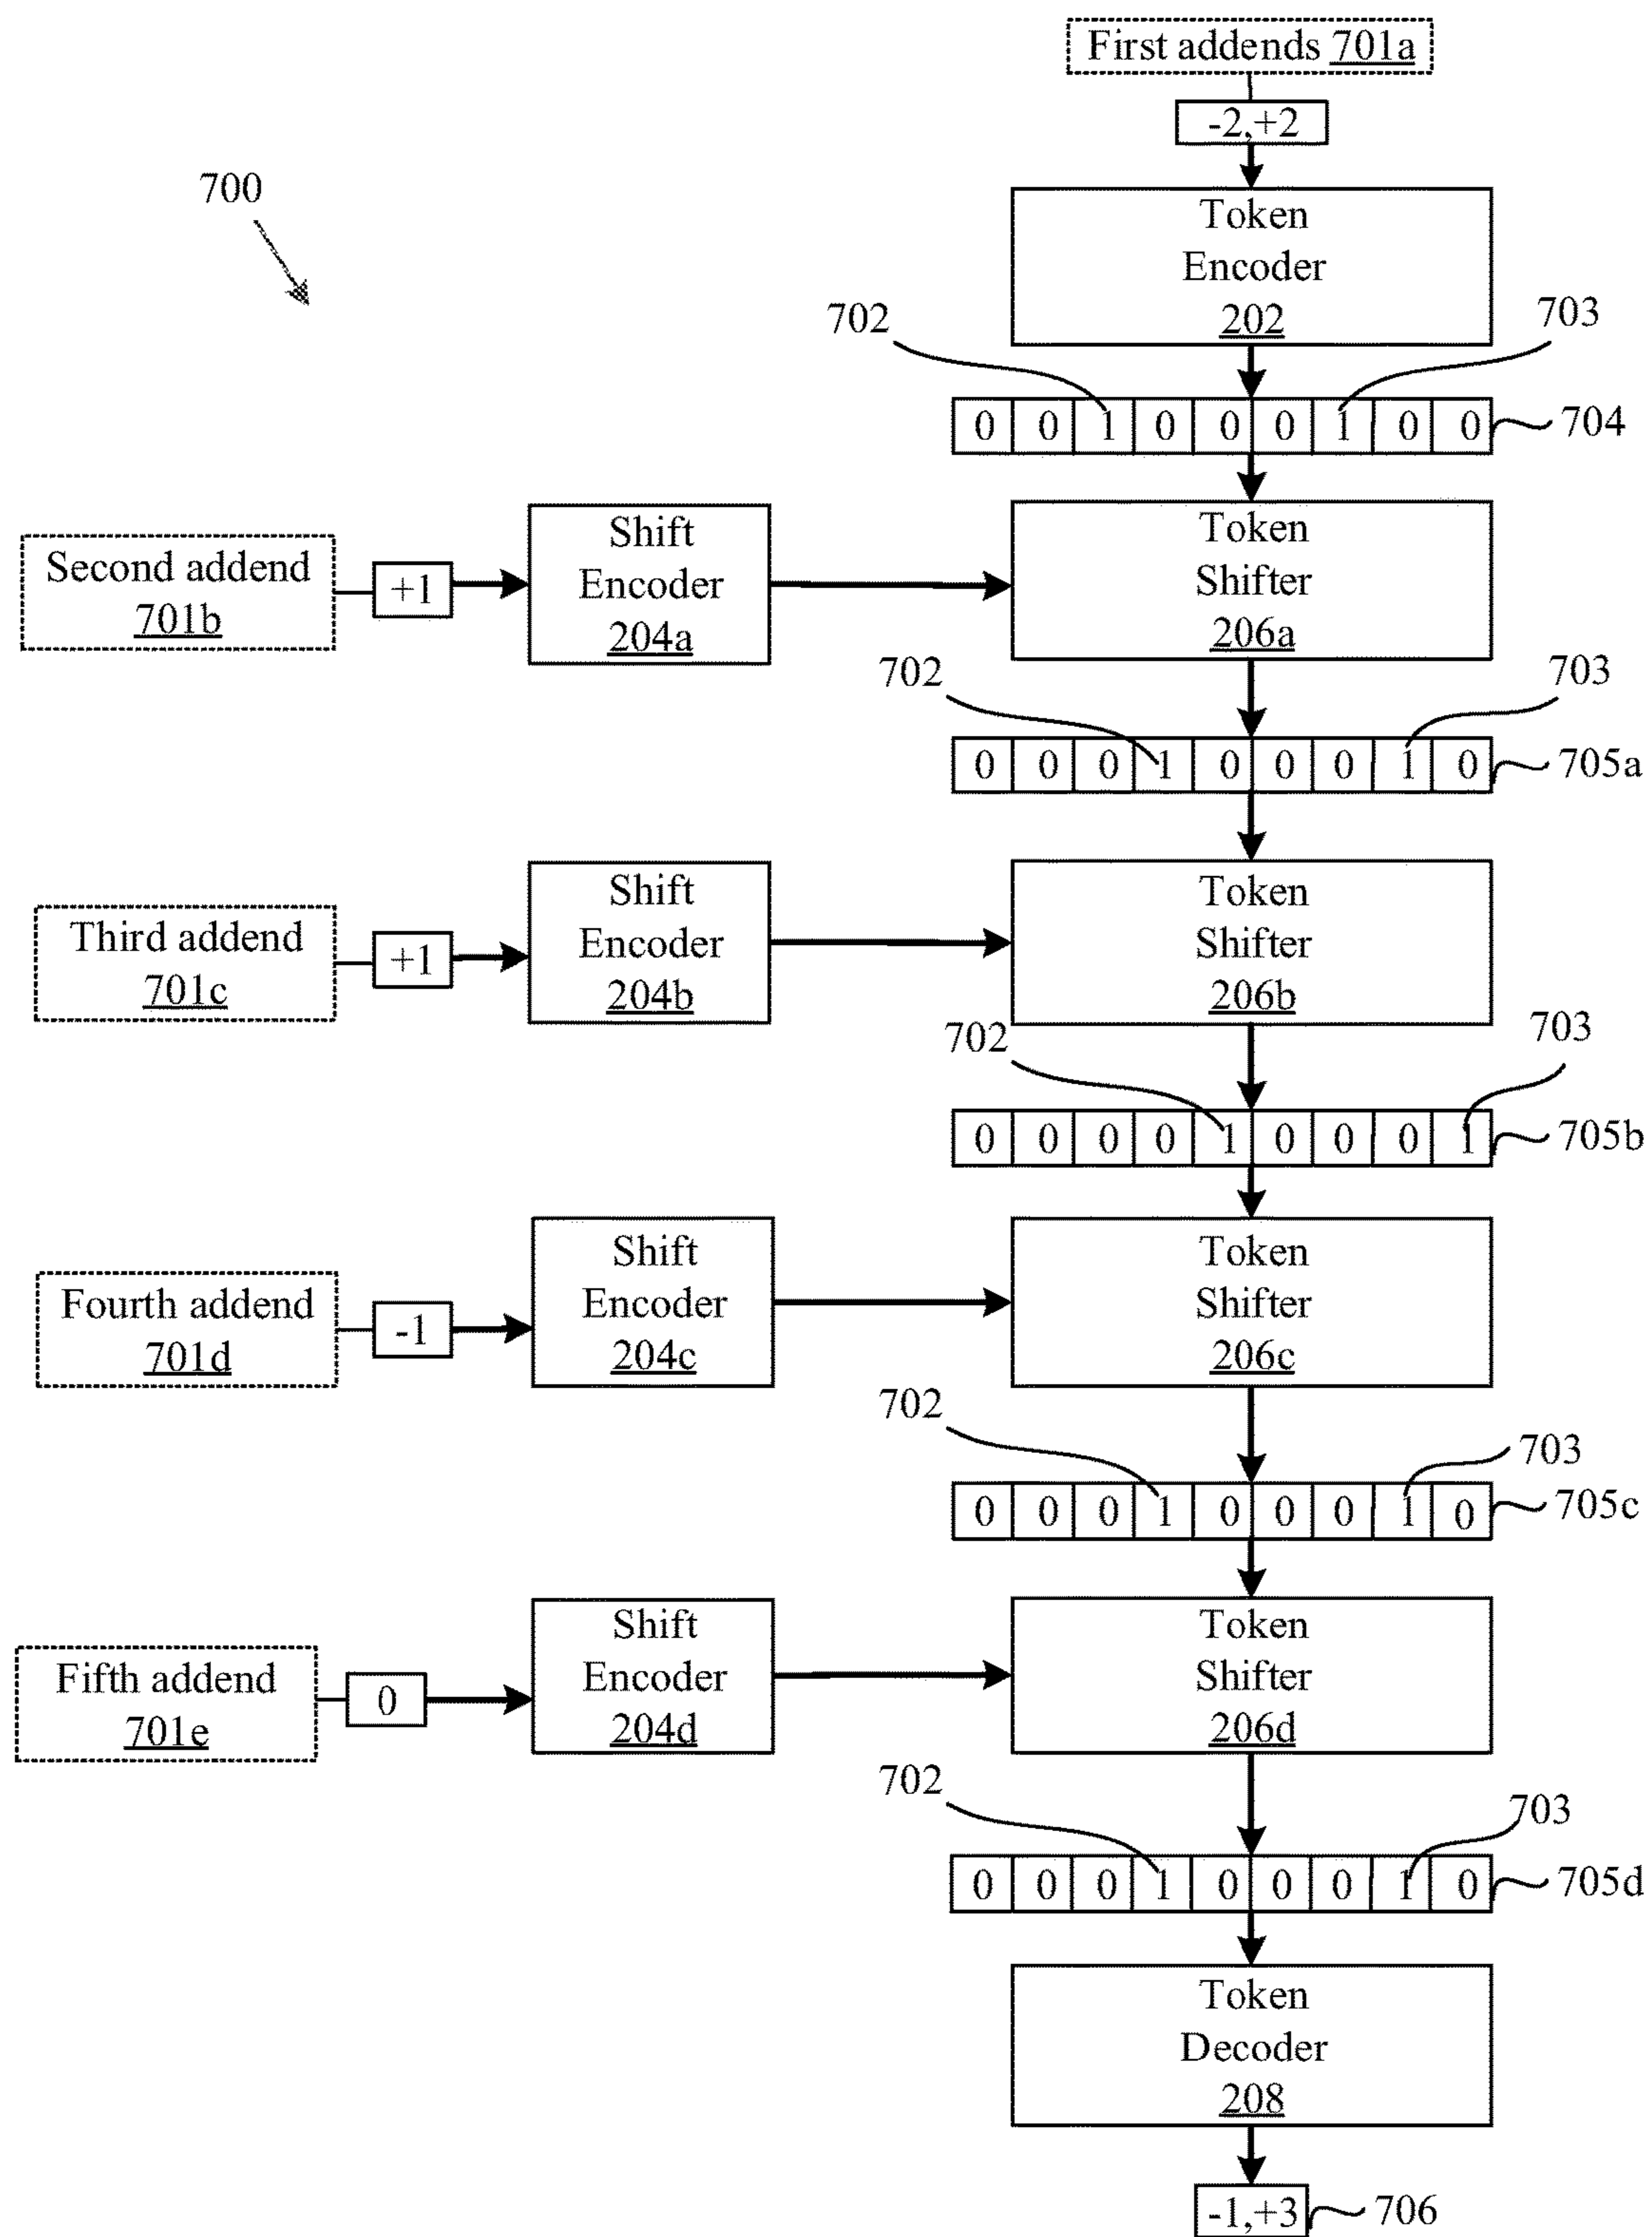 First addends 701a
-2,+2
700
Token
Encoder
202
702
703
0 0 1 0 0 0 1 0 0
704
Second addend
701b
+1
Shift
Encoder
204a
Token
Shifter
206a
702
703
0 0 0 1 0 0 0 1 0
705a
Third addend
701c
+1
Shift
Encoder
204b
Token
Shifter
206b
702
703
0 0 0 0 1 0 0 0 1
705b
Fourth addend
701d
-1
Shift
Encoder
204c
Token
Shifter
206c
702
703
0 0 0 1 0 0 0 1 0
705c
Fifth addend
701e
0
Shift
Encoder
204d
Token
Shifter
206d
702
703
0 0 0 1 0 0 0 1 0
705d
Token
Decoder
208
-1,+3
706